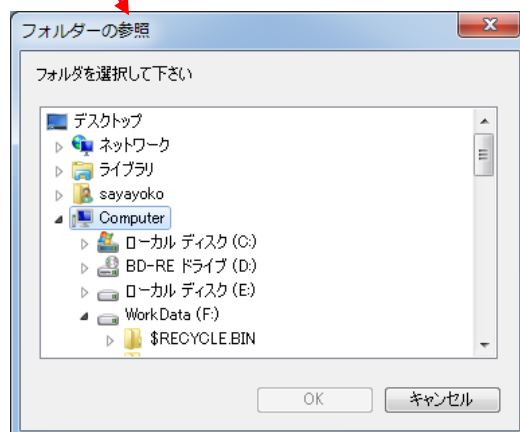 フォルダーの参照
フォルダを選択して下さい
デスクトップ
ネットワーク
ライブラリ
sayayoko
Computer
ローカル ディスク (C:)
BD-RE ドライブ (D:)
ローカル ディスク (E:)
WorkData (F:)
$RECYCLE.BIN
OK
キャンセル